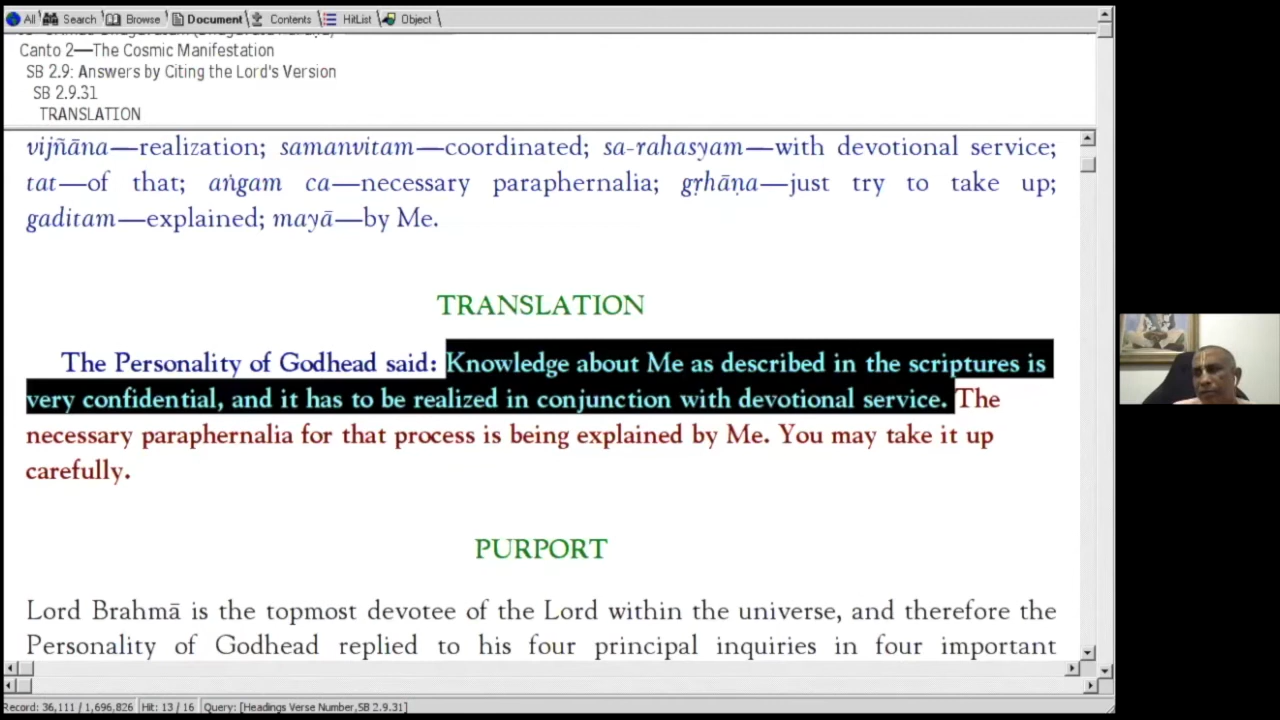 All Search Browse Document Contents HitList Object
Canto 2—The Cosmic Manifestation
SB 2.9: Answers by Citing the Lord's Version
SB 2.9.31
TRANSLATION
vijñāna—realization; samanvitam—coordinated; sa-rahasyam—with devotional service;
tat—of that; aṅgam ca—necessary paraphernalia; gṛhāṇa—just try to take up;
gaditam—explained; mayā—by Me.
TRANSLATION
The Personality of Godhead said: Knowledge about Me as described in the scriptures is
very confidential, and it has to be realized in conjunction with devotional service. The
necessary paraphernalia for that process is being explained by Me. You may take it up
carefully.
PURPORT
Lord Brahmā is the topmost devotee of the Lord within the universe, and therefore the
Personality of Godhead replied to his four principal inquiries in four important
Record: 36,111 / 1,696,826 Hit: 13 / 16 Query: [Headings Verse Number,SB 2.9.31]